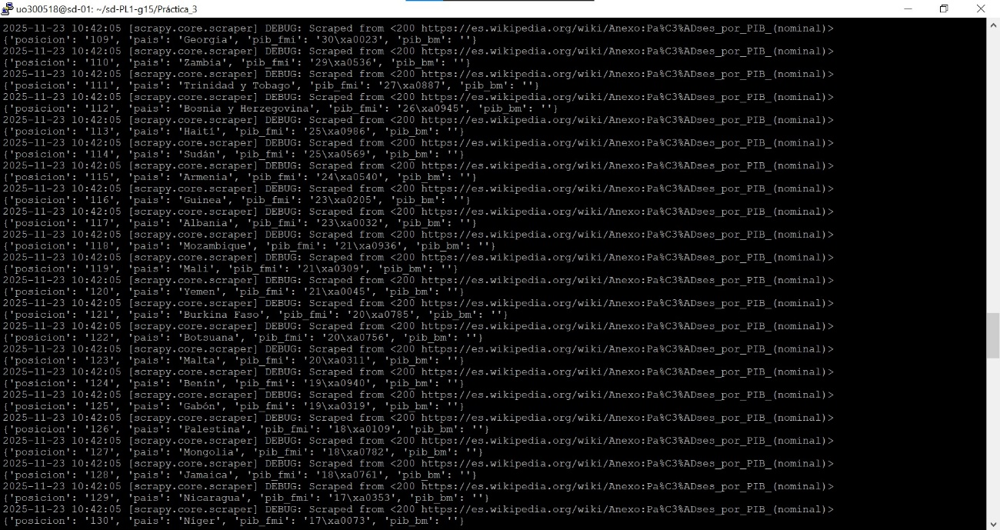 uo300518@sd-01: ~/sd-PL1-g15/Práctica_3
2025-11-23 10:42:05 [scrapy.core.scraper] DEBUG: Scraped from <200 https://es.wikipedia.org/wiki/Anexo:Pa%C3%ADses_por_PIB_(nominal)>
{'posicion': '109', 'pais': 'Georgia', 'pib_fmi': '30\xa0023', 'pib_bm': ''}
2025-11-23 10:42:05 [scrapy.core.scraper] DEBUG: Scraped from <200 https://es.wikipedia.org/wiki/Anexo:Pa%C3%ADses_por_PIB_(nominal)>
{'posicion': '110', 'pais': 'Zambia', 'pib_fmi': '29\xa0536', 'pib_bm': ''}
2025-11-23 10:42:05 [scrapy.core.scraper] DEBUG: Scraped from <200 https://es.wikipedia.org/wiki/Anexo:Pa%C3%ADses_por_PIB_(nominal)>
{'posicion': '111', 'pais': 'Trinidad y Tobago', 'pib_fmi': '27\xa0887', 'pib_bm': ''}
2025-11-23 10:42:05 [scrapy.core.scraper] DEBUG: Scraped from <200 https://es.wikipedia.org/wiki/Anexo:Pa%C3%ADses_por_PIB_(nominal)>
{'posicion': '112', 'pais': 'Bosnia y Herzegovina', 'pib_fmi': '26\xa0945', 'pib_bm': ''}
2025-11-23 10:42:05 [scrapy.core.scraper] DEBUG: Scraped from <200 https://es.wikipedia.org/wiki/Anexo:Pa%C3%ADses_por_PIB_(nominal)>
{'posicion': '113', 'pais': 'Haití', 'pib_fmi': '25\xa0986', 'pib_bm': ''}
2025-11-23 10:42:05 [scrapy.core.scraper] DEBUG: Scraped from <200 https://es.wikipedia.org/wiki/Anexo:Pa%C3%ADses_por_PIB_(nominal)>
{'posicion': '114', 'pais': 'Sudán', 'pib_fmi': '25\xa0569', 'pib_bm': ''}
2025-11-23 10:42:05 [scrapy.core.scraper] DEBUG: Scraped from <200 https://es.wikipedia.org/wiki/Anexo:Pa%C3%ADses_por_PIB_(nominal)>
{'posicion': '115', 'pais': 'Armenia', 'pib_fmi': '24\xa0540', 'pib_bm': ''}
2025-11-23 10:42:05 [scrapy.core.scraper] DEBUG: Scraped from <200 https://es.wikipedia.org/wiki/Anexo:Pa%C3%ADses_por_PIB_(nominal)>
{'posicion': '116', 'pais': 'Guinea', 'pib_fmi': '23\xa0205', 'pib_bm': ''}
2025-11-23 10:42:05 [scrapy.core.scraper] DEBUG: Scraped from <200 https://es.wikipedia.org/wiki/Anexo:Pa%C3%ADses_por_PIB_(nominal)>
{'posicion': '117', 'pais': 'Albania', 'pib_fmi': '23\xa0032', 'pib_bm': ''}
2025-11-23 10:42:05 [scrapy.core.scraper] DEBUG: Scraped from <200 https://es.wikipedia.org/wiki/Anexo:Pa%C3%ADses_por_PIB_(nominal)>
{'posicion': '118', 'pais': 'Mozambique', 'pib_fmi': '21\xa0936', 'pib_bm': ''}
2025-11-23 10:42:05 [scrapy.core.scraper] DEBUG: Scraped from <200 https://es.wikipedia.org/wiki/Anexo:Pa%C3%ADses_por_PIB_(nominal)>
{'posicion': '119', 'pais': 'Mali', 'pib_fmi': '21\xa0309', 'pib_bm': ''}
2025-11-23 10:42:05 [scrapy.core.scraper] DEBUG: Scraped from <200 https://es.wikipedia.org/wiki/Anexo:Pa%C3%ADses_por_PIB_(nominal)>
{'posicion': '120', 'pais': 'Yemen', 'pib_fmi': '21\xa0045', 'pib_bm': ''}
2025-11-23 10:42:05 [scrapy.core.scraper] DEBUG: Scraped from <200 https://es.wikipedia.org/wiki/Anexo:Pa%C3%ADses_por_PIB_(nominal)>
{'posicion': '121', 'pais': 'Burkina Faso', 'pib_fmi': '20\xa0785', 'pib_bm': ''}
2025-11-23 10:42:05 [scrapy.core.scraper] DEBUG: Scraped from <200 https://es.wikipedia.org/wiki/Anexo:Pa%C3%ADses_por_PIB_(nominal)>
{'posicion': '122', 'pais': 'Botsuana', 'pib_fmi': '20\xa0756', 'pib_bm': ''}
2025-11-23 10:42:05 [scrapy.core.scraper] DEBUG: Scraped from <200 https://es.wikipedia.org/wiki/Anexo:Pa%C3%ADses_por_PIB_(nominal)>
{'posicion': '123', 'pais': 'Malta', 'pib_fmi': '20\xa0311', 'pib_bm': ''}
2025-11-23 10:42:05 [scrapy.core.scraper] DEBUG: Scraped from <200 https://es.wikipedia.org/wiki/Anexo:Pa%C3%ADses_por_PIB_(nominal)>
{'posicion': '124', 'pais': 'Benín', 'pib_fmi': '19\xa0940', 'pib_bm': ''}
2025-11-23 10:42:05 [scrapy.core.scraper] DEBUG: Scraped from <200 https://es.wikipedia.org/wiki/Anexo:Pa%C3%ADses_por_PIB_(nominal)>
{'posicion': '125', 'pais': 'Gabón', 'pib_fmi': '19\xa0319', 'pib_bm': ''}
2025-11-23 10:42:05 [scrapy.core.scraper] DEBUG: Scraped from <200 https://es.wikipedia.org/wiki/Anexo:Pa%C3%ADses_por_PIB_(nominal)>
{'posicion': '126', 'pais': 'Palestina', 'pib_fmi': '18\xa0109', 'pib_bm': ''}
2025-11-23 10:42:05 [scrapy.core.scraper] DEBUG: Scraped from <200 https://es.wikipedia.org/wiki/Anexo:Pa%C3%ADses_por_PIB_(nominal)>
{'posicion': '127', 'pais': 'Mongolia', 'pib_fmi': '18\xa0782', 'pib_bm': ''}
2025-11-23 10:42:05 [scrapy.core.scraper] DEBUG: Scraped from <200 https://es.wikipedia.org/wiki/Anexo:Pa%C3%ADses_por_PIB_(nominal)>
{'posicion': '128', 'pais': 'Jamaica', 'pib_fmi': '18\xa0761', 'pib_bm': ''}
2025-11-23 10:42:05 [scrapy.core.scraper] DEBUG: Scraped from <200 https://es.wikipedia.org/wiki/Anexo:Pa%C3%ADses_por_PIB_(nominal)>
{'posicion': '129', 'pais': 'Nicaragua', 'pib_fmi': '17\xa0353', 'pib_bm': ''}
2025-11-23 10:42:05 [scrapy.core.scraper] DEBUG: Scraped from <200 https://es.wikipedia.org/wiki/Anexo:Pa%C3%ADses_por_PIB_(nominal)>
{'posicion': '130', 'pais': 'Níger', 'pib_fmi': '17\xa0073', 'pib_bm': ''}